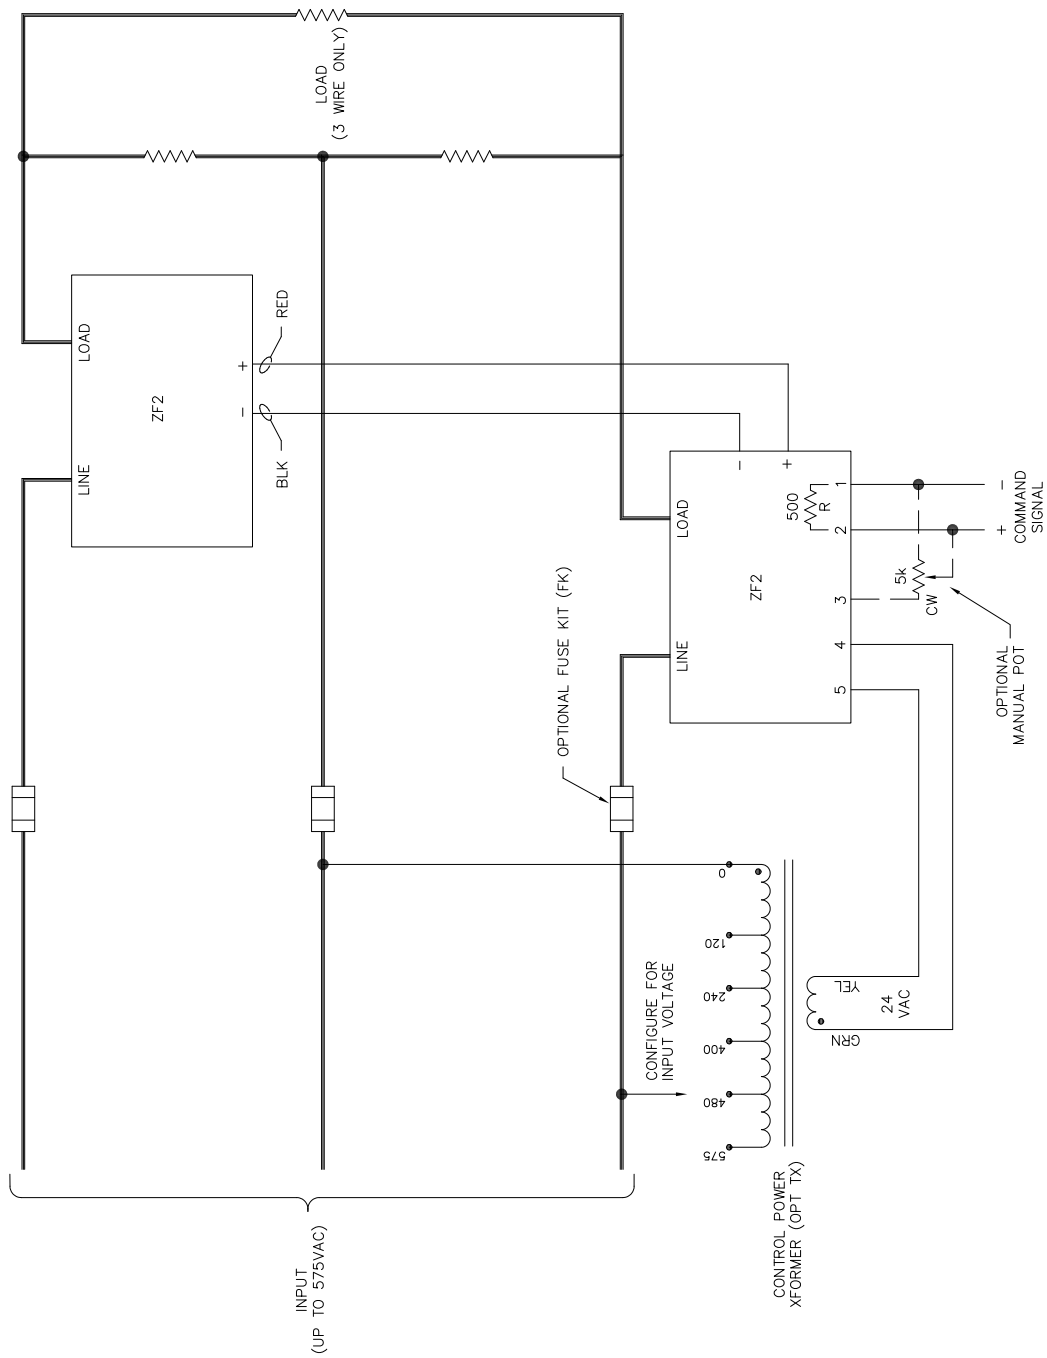 INPUT
(UP TO 575VAC)
LINE
LOAD
ZF2
-
+
BLK
RED
LOAD
(3 WIRE ONLY)
OPTIONAL FUSE KIT (FK)
CONFIGURE FOR
INPUT VOLTAGE
575
480
400
240
120
0
CONTROL POWER
XFORMER (OPT TX)
GRN
YEL
24
VAC
LINE
LOAD
ZF2
-
+
500
R
5
4
3
2
1
CW
5k
OPTIONAL
MANUAL POT
+
-
COMMAND
SIGNAL